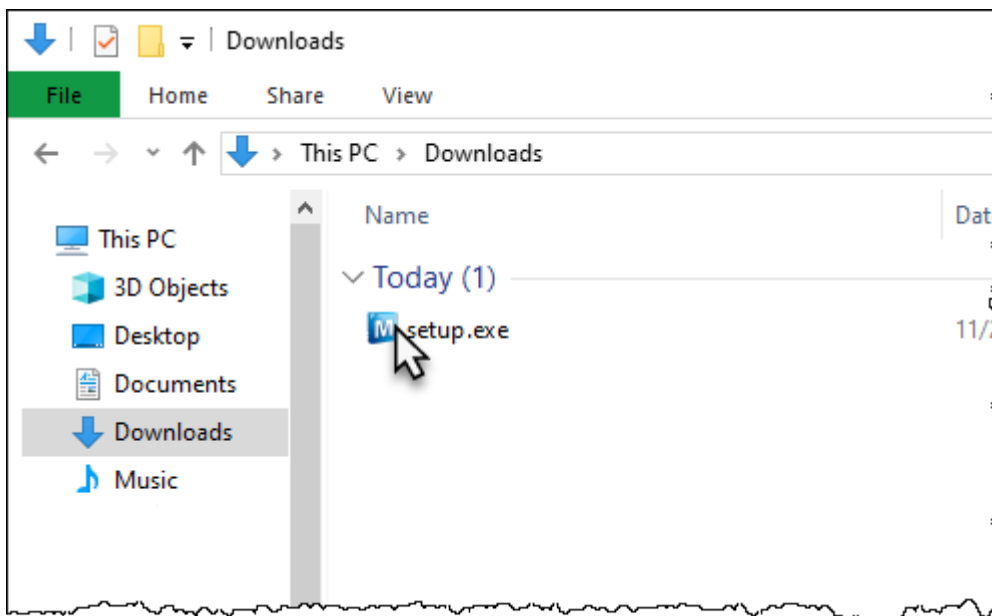 Downloads
File Home Share View
This PC > Downloads
Name Dat
This PC
Today (1)
3D Objects
M setup.exe 11/
Desktop
Documents
Downloads
Music